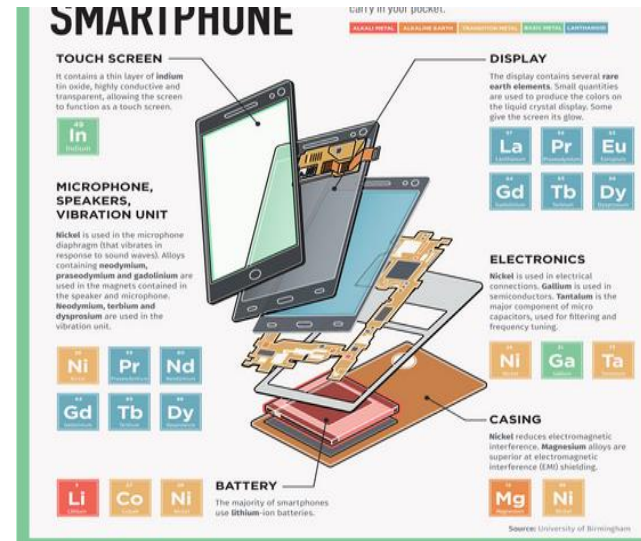 SMARTPHONE
carry in your pocket.
ALKALI METAL ALKALINE EARTH TRANSITION METAL BASIC METAL LANTHANOID
TOUCH SCREEN
It contains a thin layer of indium
tin oxide, highly conductive and
transparent, allowing the screen
to function as a touch screen.
49
In
Indium
DISPLAY
The display contains several rare
earth elements. Small quantities
are used to produce the colors on
the liquid crystal display. Some
give the screen its glow.
La Pr Eu
Gd Tb Dy
MICROPHONE,
SPEAKERS,
VIBRATION UNIT
Nickel is used in the microphone
diaphragm (that vibrates in
response to sound waves). Alloys
containing neodymium,
praseodymium and gadolinium are
used in the magnets contained in
the speaker and microphone.
Neodymium, terbium and
dysprosium are used in the
vibration unit.
Ni Pr Nd
Gd Tb Dy
ELECTRONICS
Nickel is used in electrical
connections. Gallium is used in
semiconductors. Tantalum is the
major component of micro
capacitors, used for filtering and
frequency tuning.
Ni Ga Ta
CASING
Nickel reduces electromagnetic
interference. Magnesium alloys are
superior at electromagnetic
interference (EMI) shielding.
Mg Ni
BATTERY
The majority of smartphones
use lithium-ion batteries.
Li Co Ni
Source: University of Birmingham